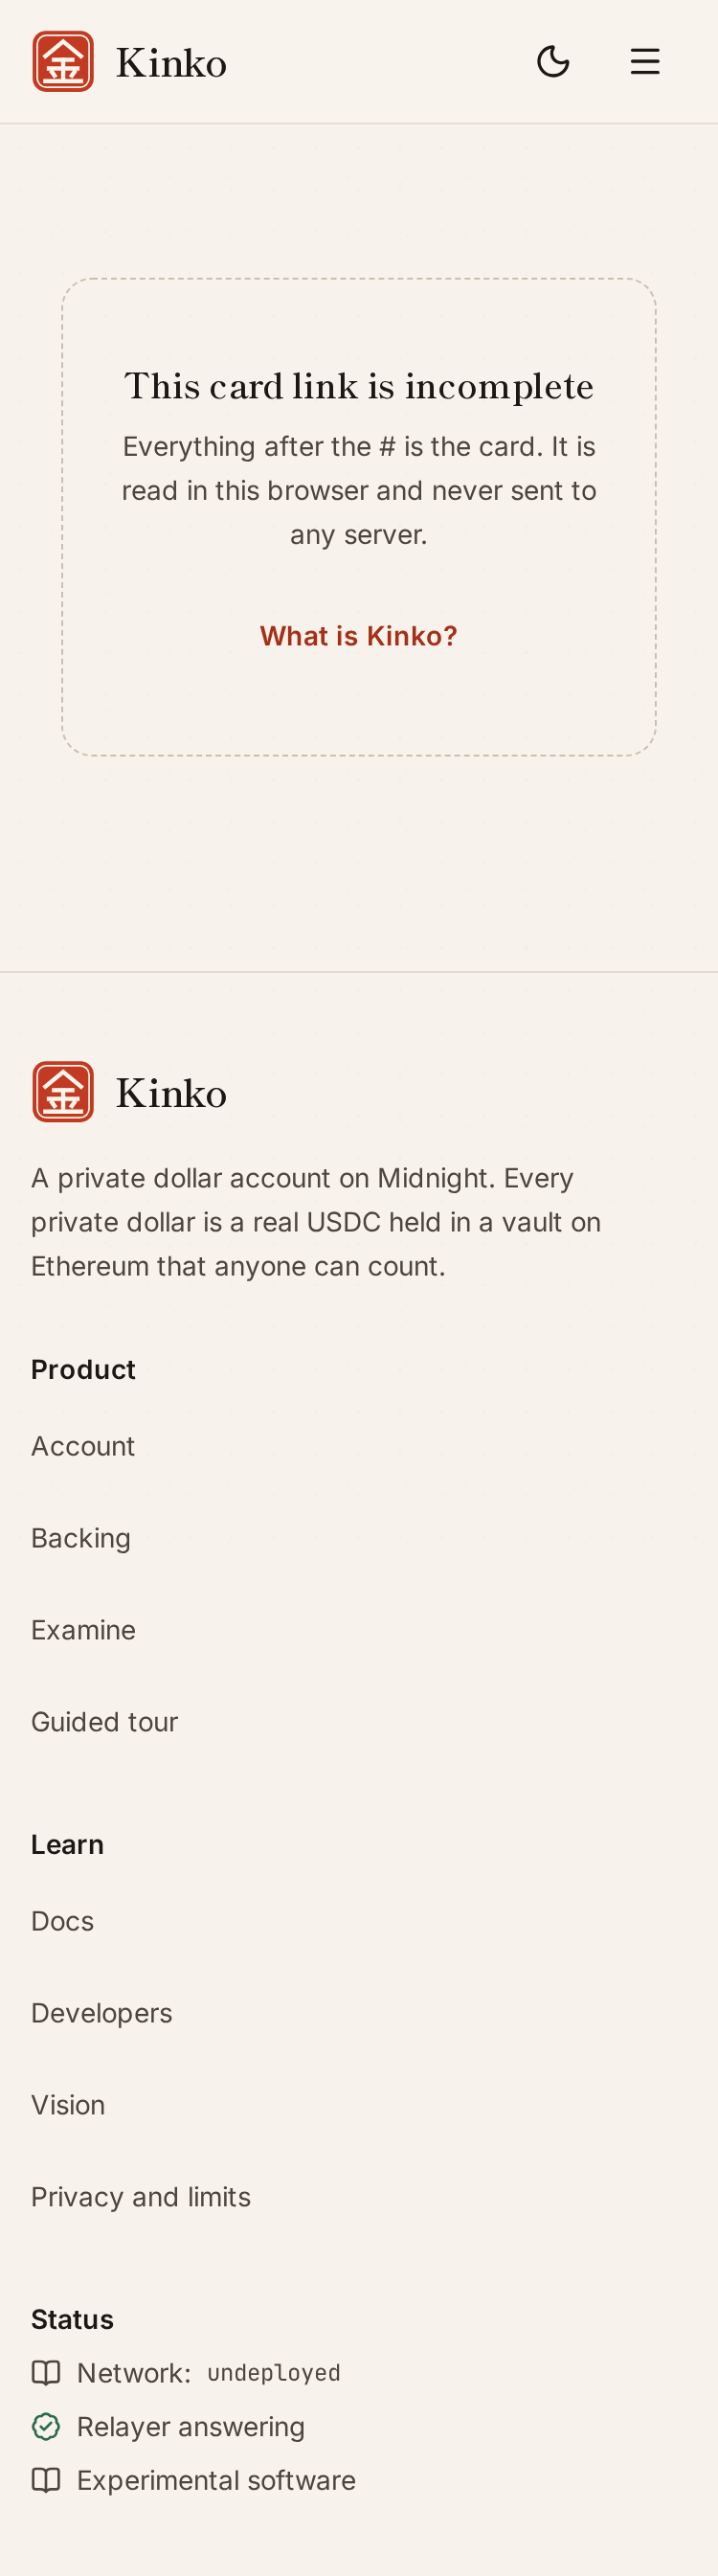 金 Kinko
This card link is incomplete
Everything after the # is the card. It is
read in this browser and never sent to
any server.
What is Kinko?
金 Kinko
A private dollar account on Midnight. Every
private dollar is a real USDC held in a vault on
Ethereum that anyone can count.
Product
Account
Backing
Examine
Guided tour
Learn
Docs
Developers
Vision
Privacy and limits
Status
Network: undeployed
Relayer answering
Experimental software